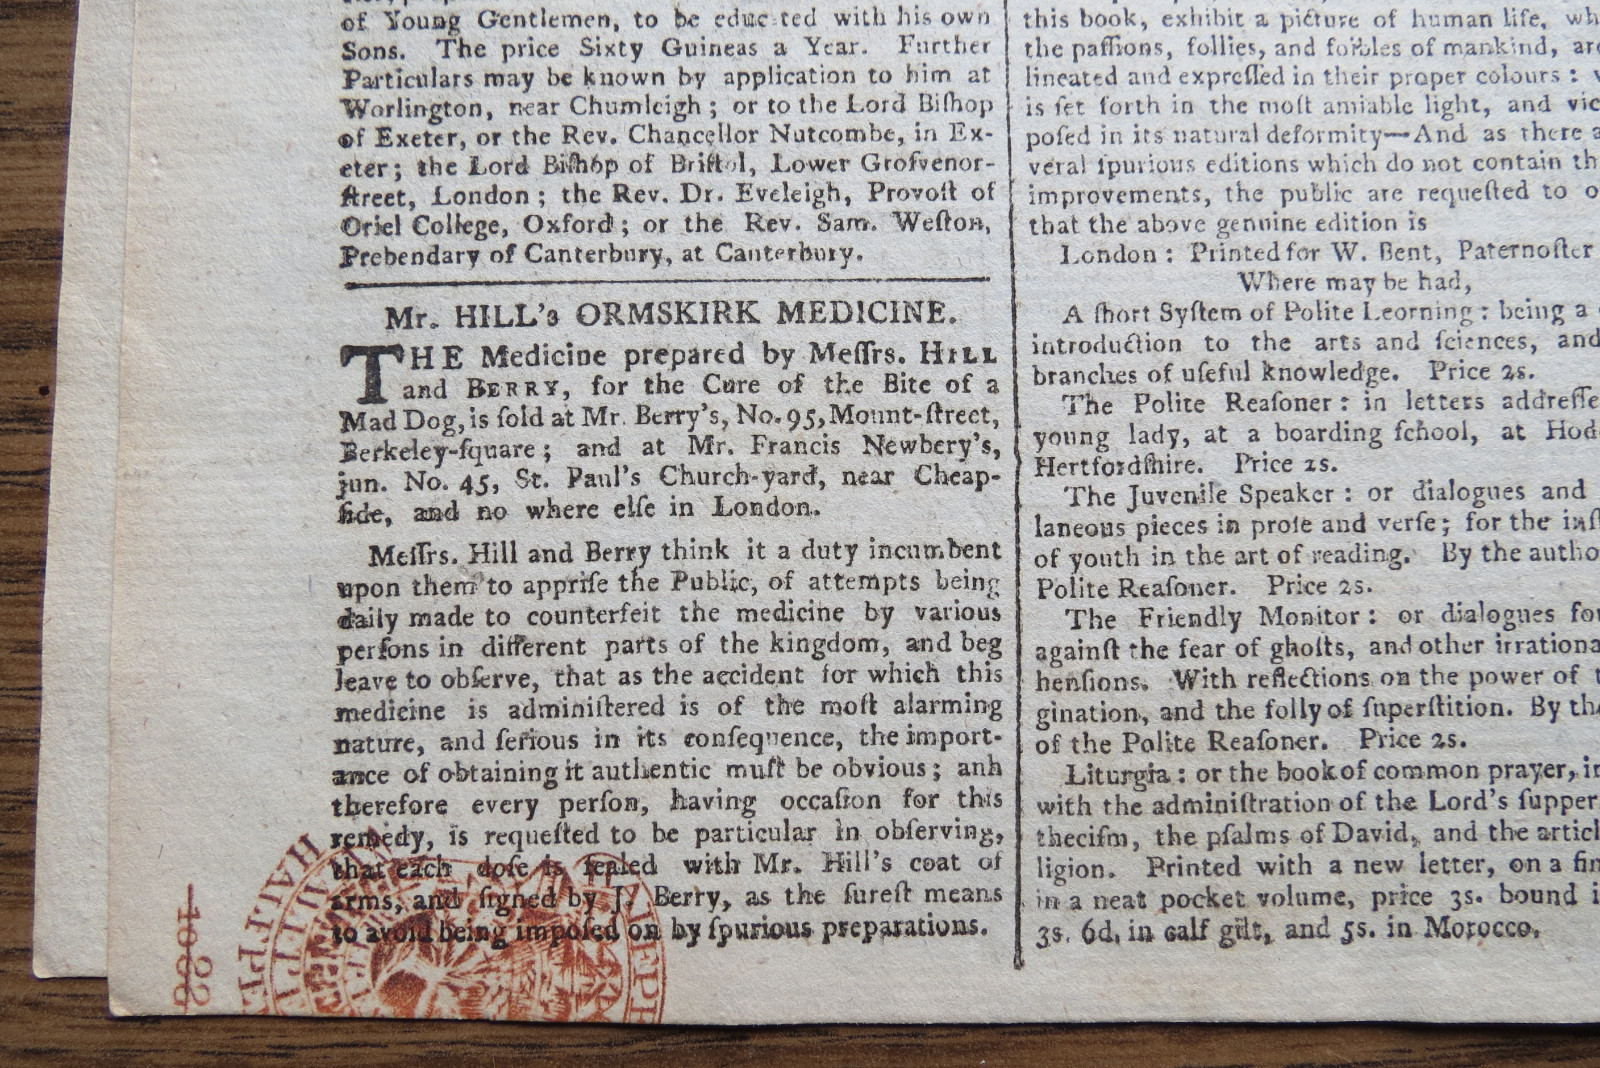 of Young Gentlemen, to be educ ted with his own
Sons. The price Sixty Guineas a Year. Further
Particulars may be known by application to him at
Worlington, near Chumleigh; or to the Lord Biſhop
of Exeter, or the Rev. Chancellor Nutcombe, in Ex-
eter; the Lord Biſhop of Briſtol, Lower Groſvenor-
ſtreet, London; the Rev. Dr. Eveleigh, Provoſt of
Oriel College, Oxford; or the Rev. Sam. Weſton,
Prebendary of Canterbury, at Canterbury.
Mr. HILL's ORMSKIRK MEDICINE.
THE Medicine prepared by Meſſrs. HILL
and BERRY, for the Cure of the Bite of a
Mad Dog, is ſold at Mr. Berry's, No. 95, Mount-ſtreet,
Berkeley-ſquare; and at Mr. Francis Newbery's,
jun. No. 45, St. Paul's Church-yard, near Cheap-
ſide, and no where elſe in London.
Meſſrs. Hill and Berry think it a duty incumbent
upon them to appriſe the Public, of attempts being
daily made to counterfeit the medicine by various
perſons in different parts of the kingdom, and beg
leave to obſerve, that as the accident for which this
medicine is adminiſtered is of the moſt alarming
nature, and ſerious in its conſequence, the import-
ance of obtaining it authentic muſt be obvious; anh
therefore every perſon, having occaſion for this
remedy, is requeſted to be particular in obſerving,
that each doſe is ſealed with Mr. Hill's coat of
arms, and ſigned by J. Berry, as the ſureſt means
to avoid being impoſed on by ſpurious preparations.
this book, exhibit a picture of human life, wh
the paſſions, follies, and foibles of mankind, are
lineated and expreſſed in their proper colours: v
is ſet forth in the moſt amiable light, and vic
poſed in its natural deformity—And as there a
veral ſpurious editions which do not contain th
improvements, the public are requeſted to o
that the above genuine edition is
London: Printed for W. Bent, Paternoſter
Where may be had,
A ſhort Syſtem of Polite Leorning: being a
introduction to the arts and ſciences, and
branches of uſeful knowledge. Price 2s.
The Polite Reaſoner: in letters addreſſe
young lady, at a boarding ſchool, at Hod
Hertfordſhire. Price 1s.
The Juvenile Speaker: or dialogues and
laneous pieces in proſe and verſe; for the inſ
of youth in the art of reading. By the autho
Polite Reaſoner. Price 2s.
The Friendly Monitor: or dialogues for
againſt the fear of ghoſts, and other irrationa
henſions. With reflections on the power of t
gination, and the folly of ſuperſtition. By the
of the Polite Reaſoner. Price 2s.
Liturgia: or the book of common prayer, in
with the adminiſtration of the Lord's ſupper
thecifm, the pſalms of David, and the articl
ligion. Printed with a new letter, on a fin
in a neat pocket volume, price 3s. bound i
3s. 6d. in calf gilt, and 5s. in Morocco.